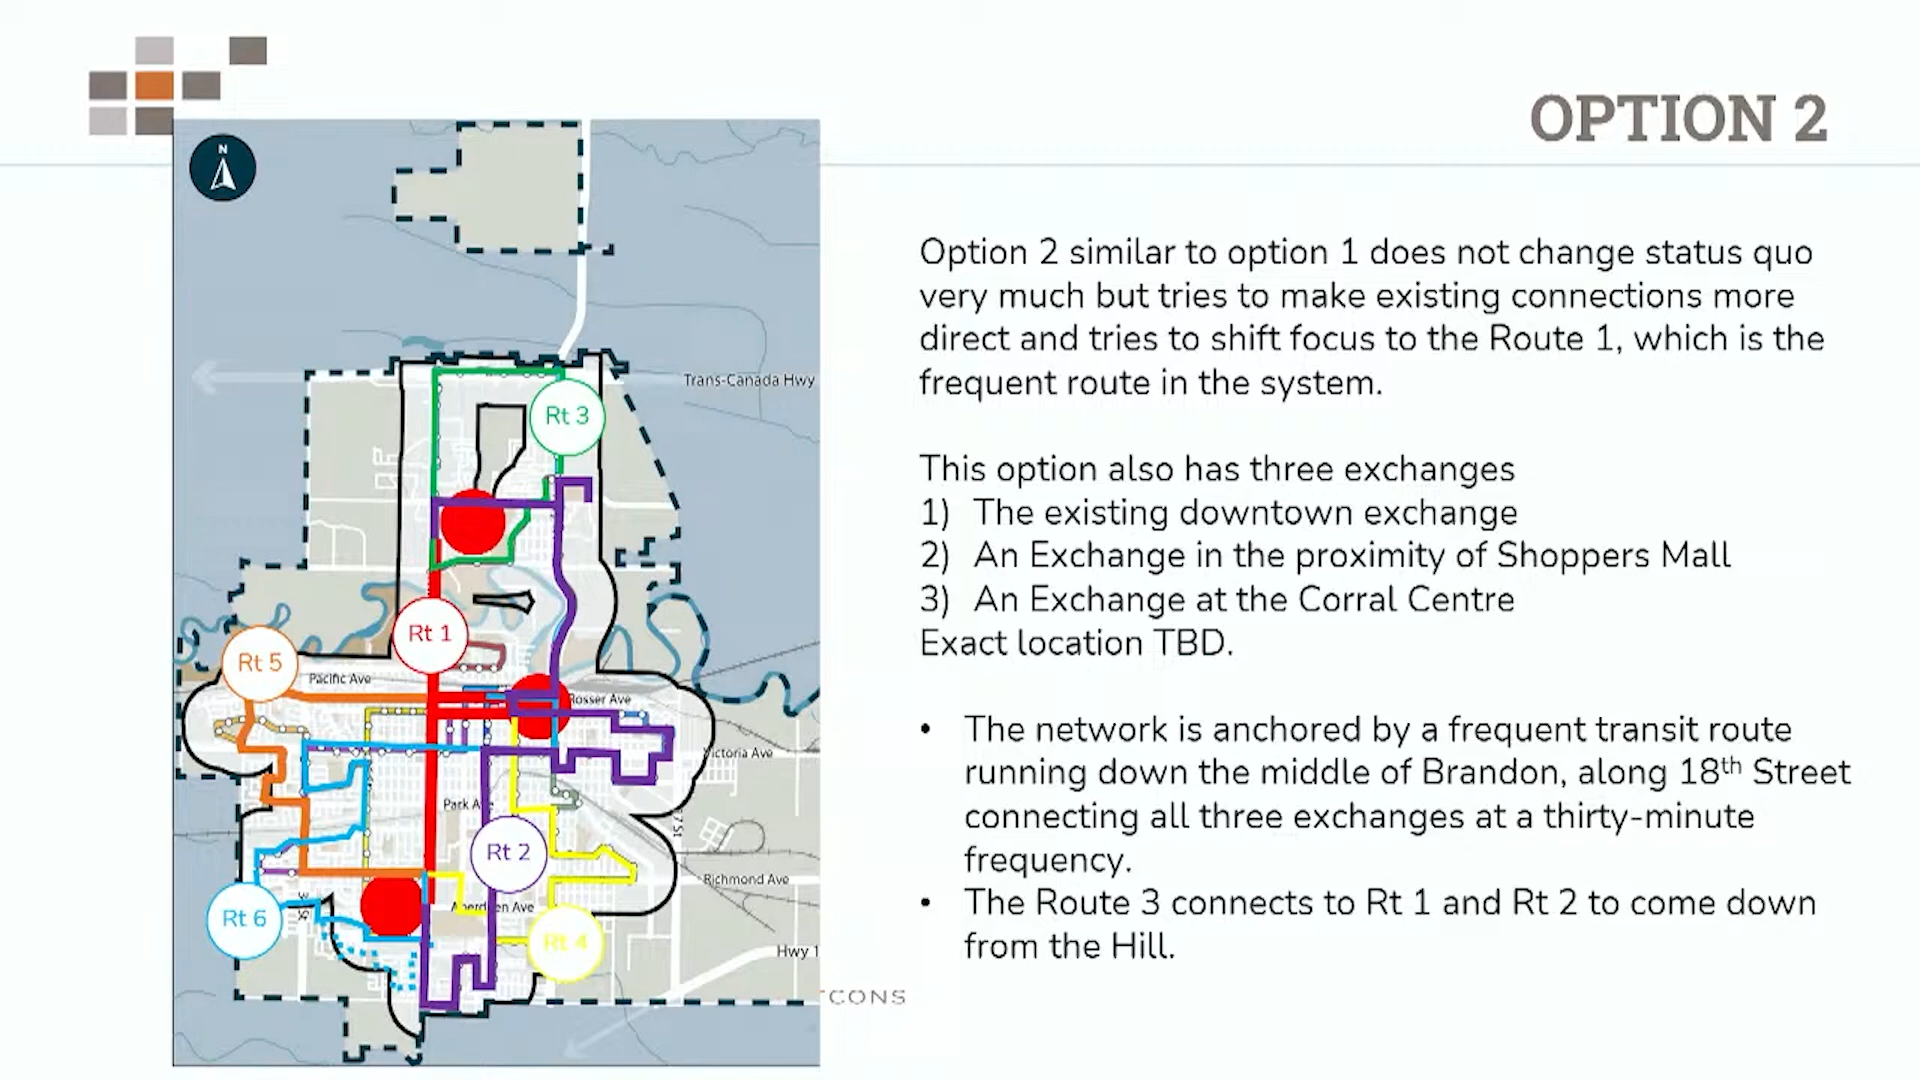 OPTION 2
N
Trans-Canada Hwy
Rt 3
Rt 1
Rt 5
Pacific Ave
Rosser Ave
Victoria Ave
Park Ave
Rt 2
Richmond Ave
Rt 6
Aberdeen Ave
Rt 4
Hwy 1
TCONS
Option 2 similar to option 1 does not change status quo
very much but tries to make existing connections more
direct and tries to shift focus to the Route 1, which is the
frequent route in the system.
This option also has three exchanges
1) The existing downtown exchange
2) An Exchange in the proximity of Shoppers Mall
3) An Exchange at the Corral Centre
Exact location TBD.
• The network is anchored by a frequent transit route
running down the middle of Brandon, along 18th Street
connecting all three exchanges at a thirty-minute
frequency.
• The Route 3 connects to Rt 1 and Rt 2 to come down
from the Hill.